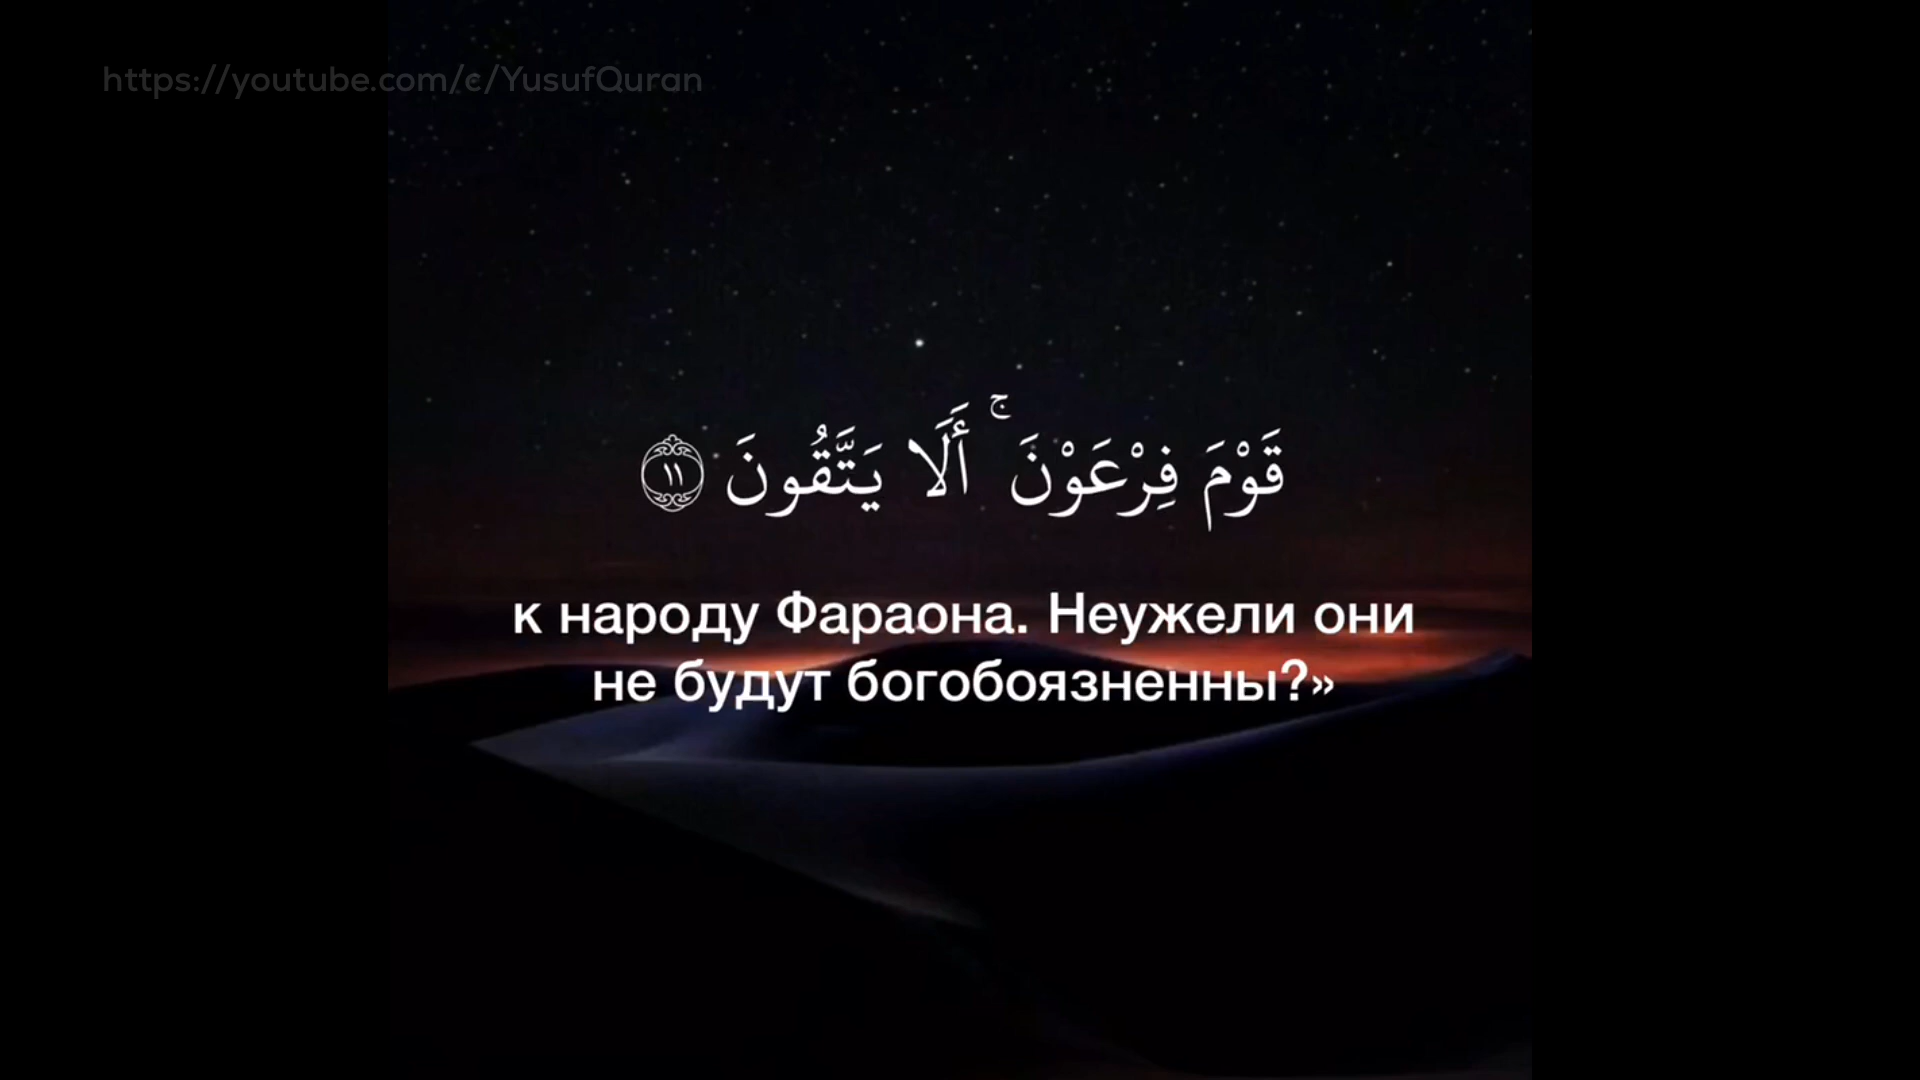 https://youtube.com/c/YusufQuran
قَوْمَ فِرْعَوْنَ ۚ أَلَا يَتَّقُونَ ١١
к народу Фараона. Неужели они
не будут богобоязненны?»